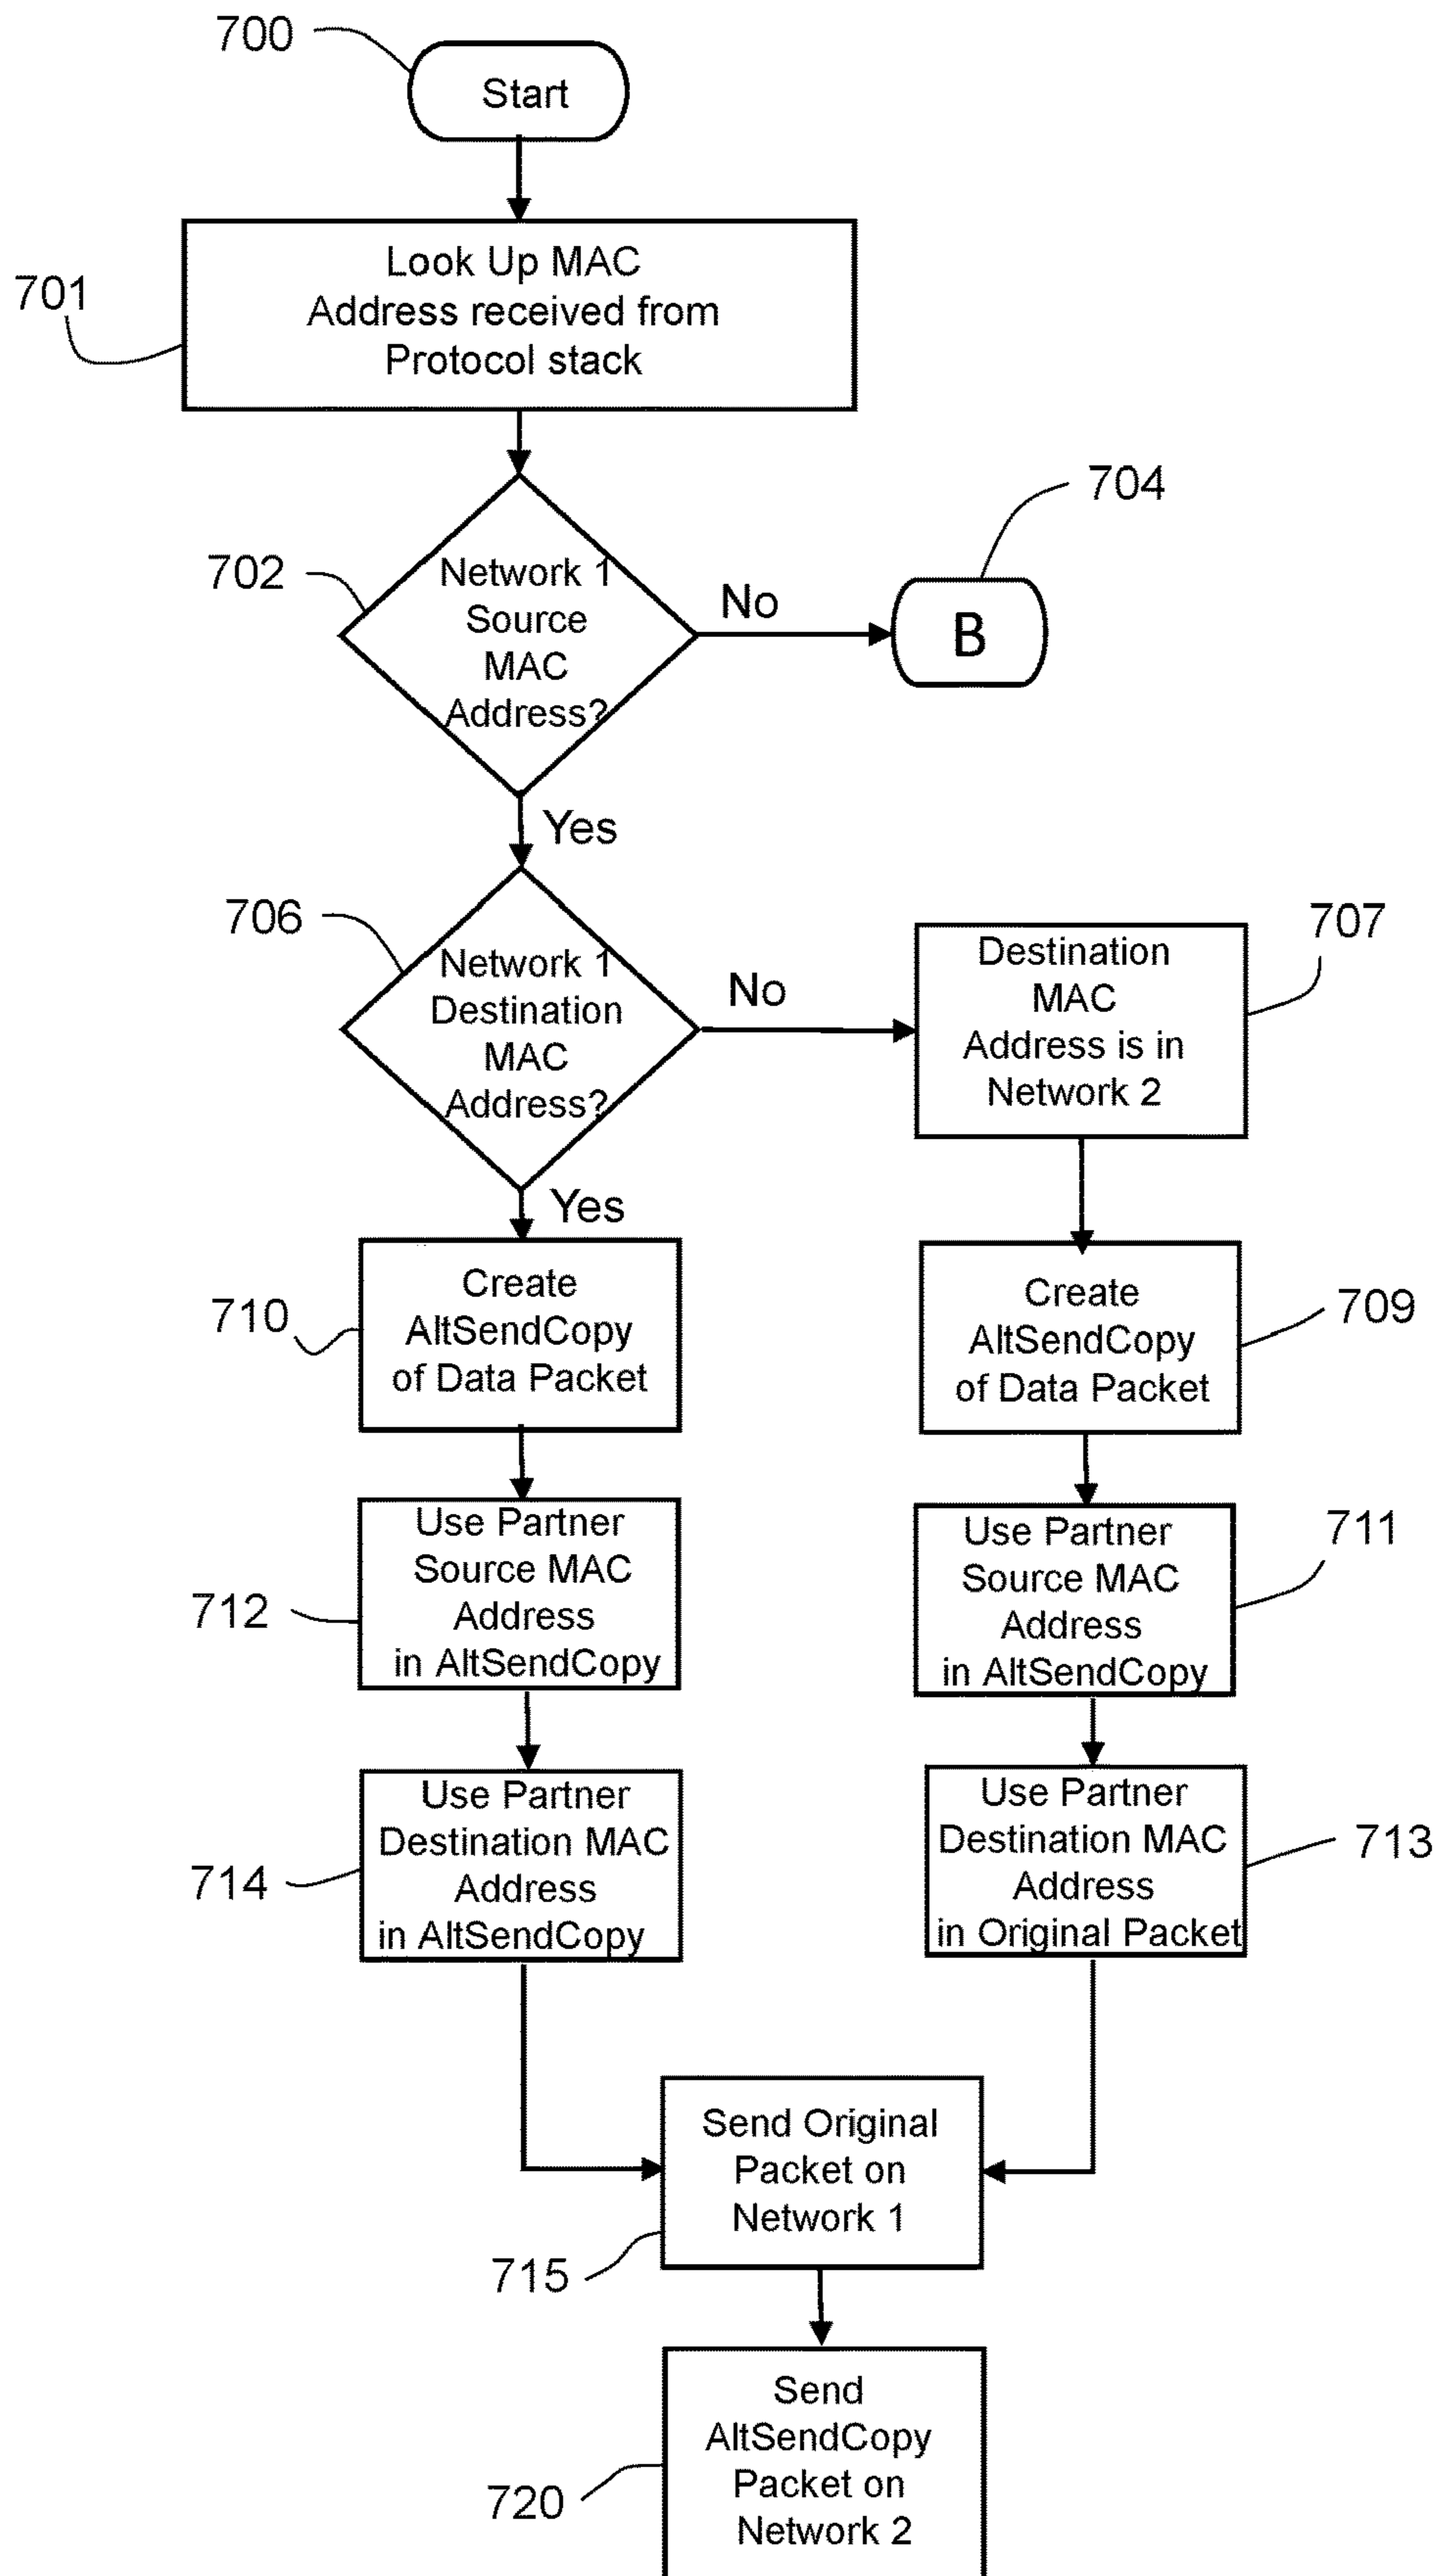 700
Start
701
Look Up MAC
Address received from
Protocol stack
702
Network 1
Source
MAC
Address?
No
704
B
Yes
706
Network 1
Destination
MAC
Address?
No
707
Destination
MAC
Address is in
Network 2
Yes
710
Create
AltSendCopy
of Data Packet
709
Create
AltSendCopy
of Data Packet
712
Use Partner
Source MAC
Address
in AltSendCopy
711
Use Partner
Source MAC
Address
in AltSendCopy
714
Use Partner
Destination MAC
Address
in AltSendCopy
713
Use Partner
Destination MAC
Address
in Original Packet
715
Send Original
Packet on
Network 1
720
Send
AltSendCopy
Packet on
Network 2